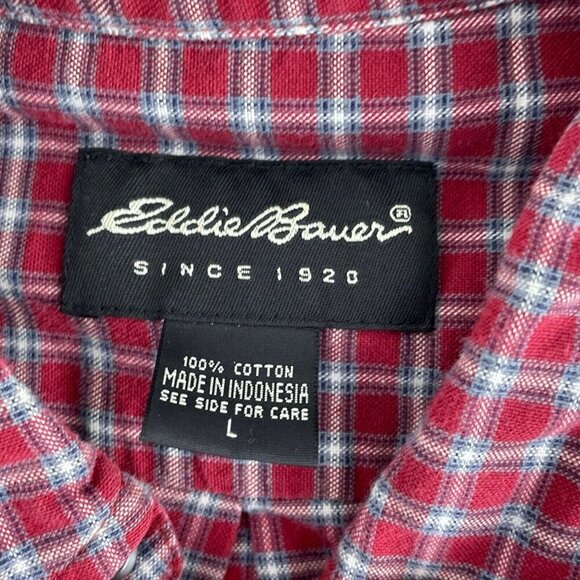 Eddie Bauer®
SINCE 1920
100% COTTON
MADE IN INDONESIA
SEE SIDE FOR CARE
L